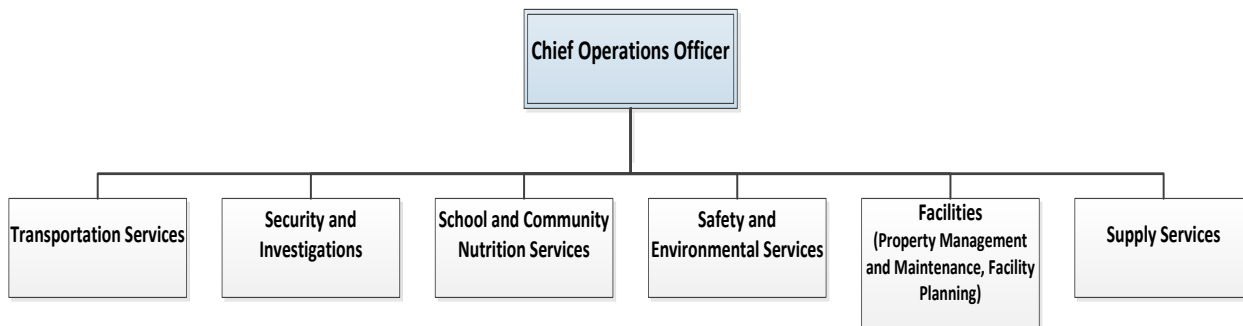 Chief Operations Officer
Transportation Services
Security and
Investigations
School and Community
Nutrition Services
Safety and
Environmental Services
Facilities
(Property Management
and Maintenance, Facility
Planning)
Supply Services